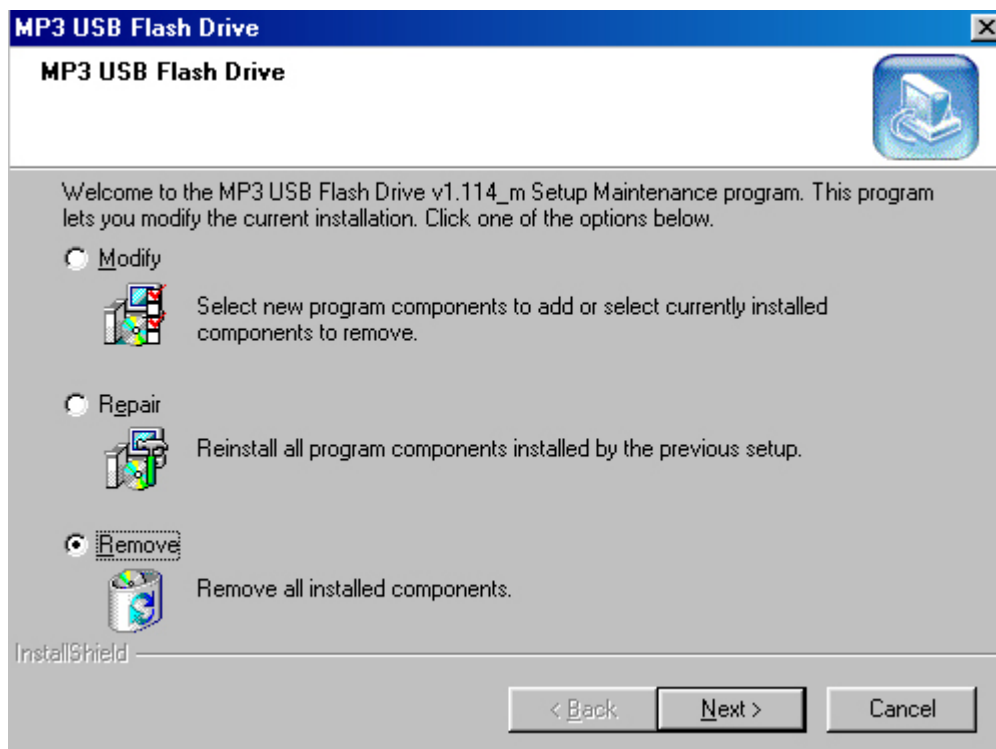 MP3 USB Flash Drive
MP3 USB Flash Drive
Welcome to the MP3 USB Flash Drive v1.114_m Setup Maintenance program. This program
lets you modify the current installation. Click one of the options below.
Modify
Select new program components to add or select currently installed
components to remove.
Repair
Reinstall all program components installed by the previous setup.
Remove
Remove all installed components.
InstallShield
< Back
Next >
Cancel